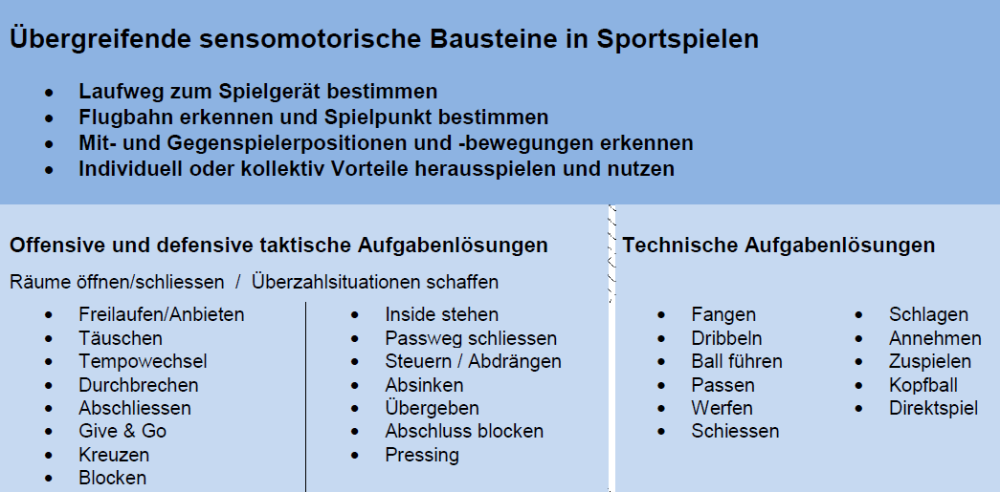 Übergreifende sensomotorische Bausteine in Sportspielen
• Laufweg zum Spielgerät bestimmen
• Flugbahn erkennen und Spielpunkt bestimmen
• Mit- und Gegenspielerpositionen und -bewegungen erkennen
• Individuell oder kollektiv Vorteile herausspielen und nutzen
Offensive und defensive taktische Aufgabenlösungen
Räume öffnen/schliessen / Überzahlsituationen schaffen
• Freilaufen/Anbieten
• Täuschen
• Tempowechsel
• Durchbrechen
• Abschliessen
• Give & Go
• Kreuzen
• Blocken
• Inside stehen
• Passweg schliessen
• Steuern / Abdrängen
• Absinken
• Übergeben
• Abschluss blocken
• Pressing
Technische Aufgabenlösungen
• Fangen
• Dribbeln
• Ball führen
• Passen
• Werfen
• Schiessen
• Schlagen
• Annehmen
• Zuspielen
• Kopfball
• Direktspiel